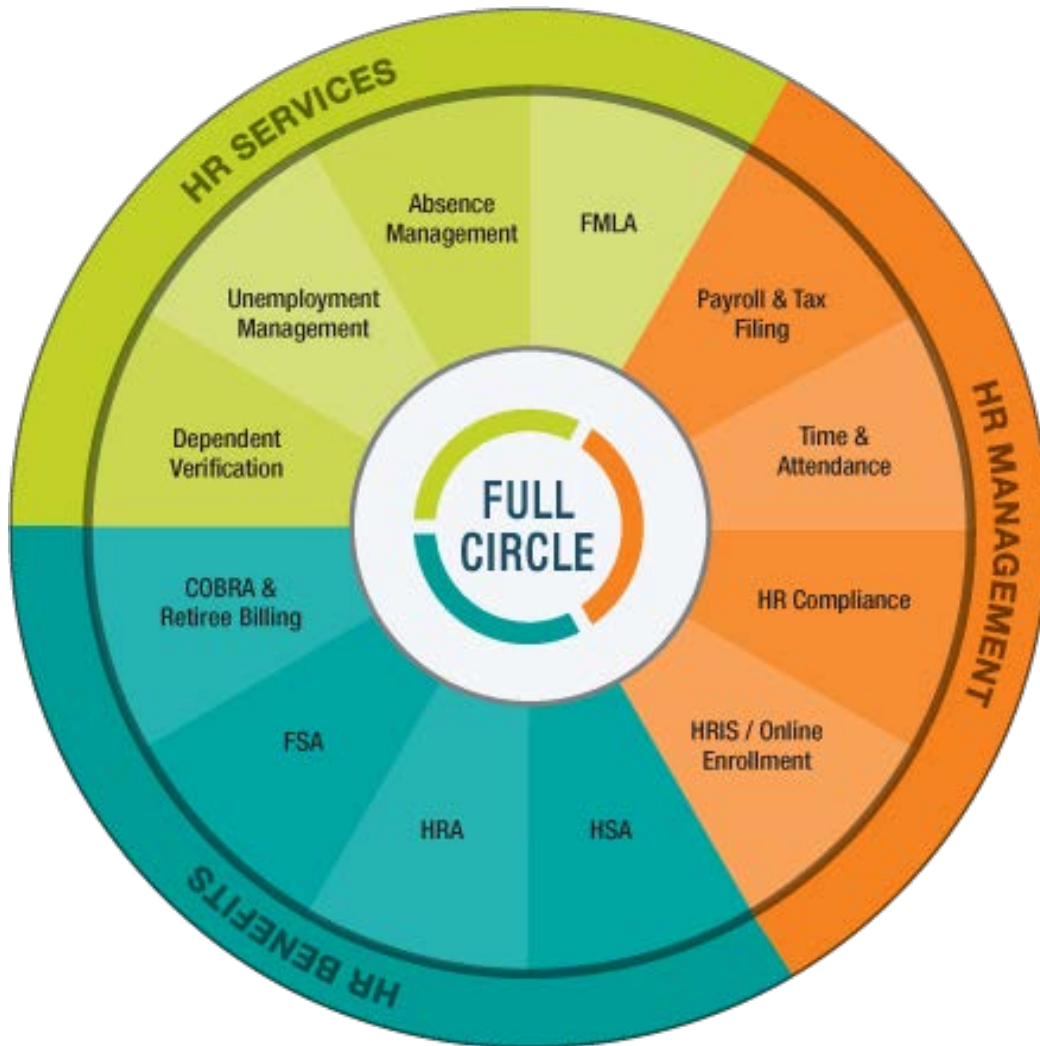 HR SERVICES
Absence
Management
FMLA
Unemployment
Management
Dependent
Verification
HR MANAGEMENT
Payroll & Tax
Filing
Time &
Attendance
HR Compliance
HRIS / Online
Enrollment
FULL
CIRCLE
COBRA &
Retiree Billing
FSA
HRA
HSA
HR BENEFITS